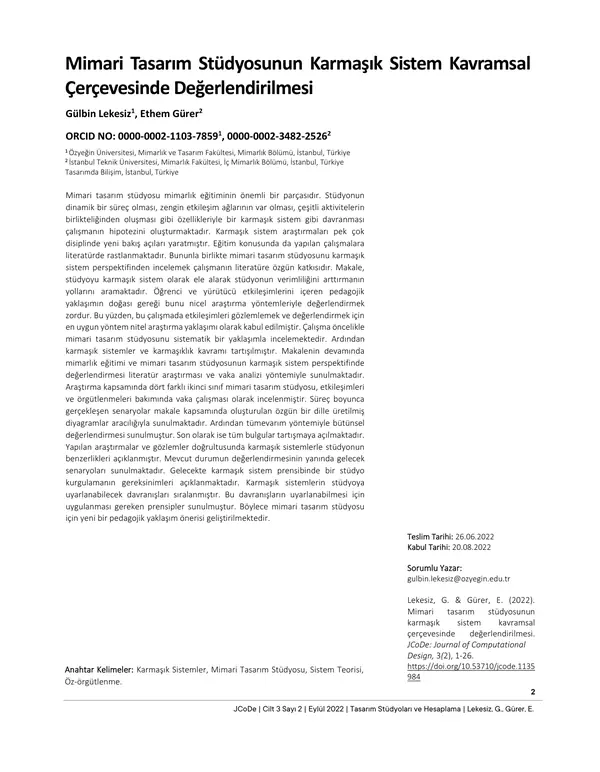 Mimari Tasarım Stüdyosunun Karmaşık Sistem Kavramsal
Çerçevesinde Değerlendirilmesi
Gülbin Lekesiz¹, Ethem Gürer²
ORCID NO: 0000-0002-1103-7859¹, 0000-0002-3482-2526²
¹ Özyeğin Üniversitesi, Mimarlık ve Tasarım Fakültesi, Mimarlık Bölümü, İstanbul, Türkiye
² İstanbul Teknik Üniversitesi, Mimarlık Fakültesi, İç Mimarlık Bölümü, İstanbul, Türkiye
Tasarımda Bilişim, İstanbul, Türkiye
Mimari tasarım stüdyosu mimarlık eğitiminin önemli bir parçasıdır. Stüdyonun
dinamik bir süreç olması, zengin etkileşim ağlarının var olması, çeşitli aktivitelerin
birlikteliğinden oluşması gibi özellikleriyle bir karmaşık sistem gibi davranması
çalışmanın hipotezini oluşturmaktadır. Karmaşık sistem araştırmaları pek çok
disiplinde yeni bakış açıları yaratmıştır. Eğitim konusunda da yapılan çalışmalara
literatürde rastlanmaktadır. Bununla birlikte mimari tasarım stüdyosunu karmaşık
sistem perspektifinden incelemek çalışmanın literatüre özgün katkısıdır. Makale,
stüdyoyu karmaşık sistem olarak ele alarak stüdyonun verimliliğini arttırmanın
yollarını aramaktadır. Öğrenci ve yürütücü etkileşimlerini içeren pedagojik
yaklaşımın doğası gereği bunu nicel araştırma yöntemleriyle değerlendirmek
zordur. Bu yüzden, bu çalışmada etkileşimleri gözlemlemek ve değerlendirmek için
en uygun yöntem nitel araştırma yaklaşımı olarak kabul edilmiştir. Çalışma öncelikle
mimari tasarım stüdyosunu sistematik bir yaklaşımla incelemektedir. Ardından
karmaşık sistemler ve karmaşıklık kavramı tartışılmıştır. Makalenin devamında
mimarlık eğitimi ve mimari tasarım stüdyosunun karmaşık sistem perspektifinde
değerlendirmesi literatür araştırması ve vaka analizi yöntemiyle sunulmaktadır.
Araştırma kapsamında dört farklı ikinci sınıf mimari tasarım stüdyosu, etkileşimleri
ve örgütlenmeleri bakımından vaka çalışması olarak incelenmiştir. Süreç boyunca
gerçekleşen senaryolar makale kapsamında oluşturulan özgün bir dille üretilmiş
diyagramlar aracılığıyla sunulmaktadır. Ardından tümevarım yöntemiyle bütünsel
değerlendirmesi sunulmuştur. Son olarak ise tüm bulgular tartışmaya açılmaktadır.
Yapılan araştırmalar ve gözlemler doğrultusunda karmaşık sistemlerle stüdyonun
benzerlikleri açıklanmıştır. Mevcut durumun değerlendirmesinin yanında gelecek
senaryoları sunulmaktadır. Gelecekte karmaşık sistem prensibinde bir stüdyo
kurgulamanın gereksinimleri açıklanmaktadır. Karmaşık sistemlerin stüdyoya
uyarlanabilecek davranışları sıralanmıştır. Bu davranışların uyarlanabilmesi için
uygulanması gereken prensipler sunulmuştur. Böylece mimari tasarım stüdyosu
için yeni bir pedagojik yaklaşım önerisi geliştirilmektedir.
Teslim Tarihi: 26.06.2022
Kabul Tarihi: 20.08.2022
Sorumlu Yazar:
gulbin.lekesiz@ozyegin.edu.tr
Lekesiz, G. & Gürer, E. (2022).
Mimari tasarım stüdyosunun
karmaşık sistem kavramsal
çerçevesinde değerlendirilmesi.
JCoDe: Journal of Computational
Design, 3(2), 1-26.
https://doi.org/10.53710/jcode.1135
984
Anahtar Kelimeler: Karmaşık Sistemler, Mimari Tasarım Stüdyosu, Sistem Teorisi,
Öz-örgütlenme.
2
JCoDe | Cilt 3 Sayı 2 | Eylül 2022 | Tasarım Stüdyoları ve Hesaplama | Lekesiz, G., Gürer, E.